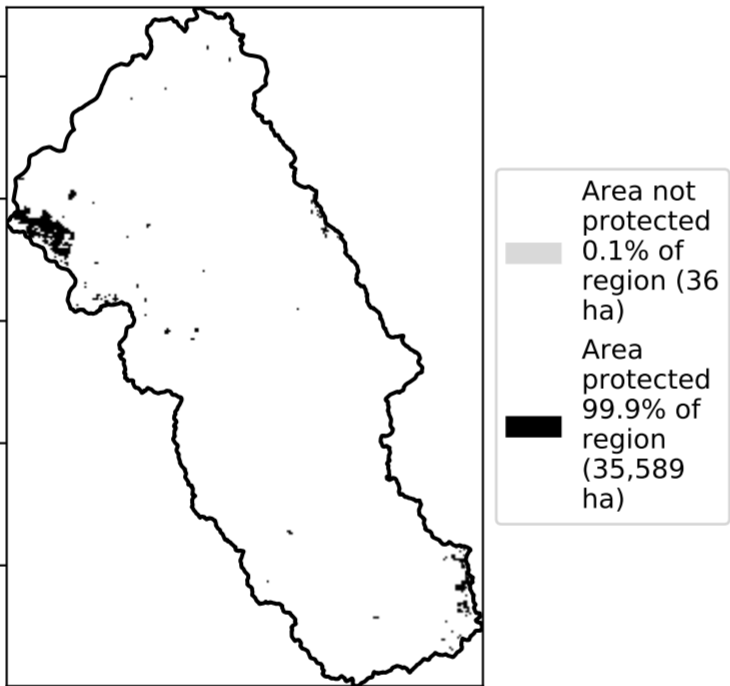 Area not
protected
0.1% of
region (36
ha)
Area
protected
99.9% of
region
(35,589
ha)